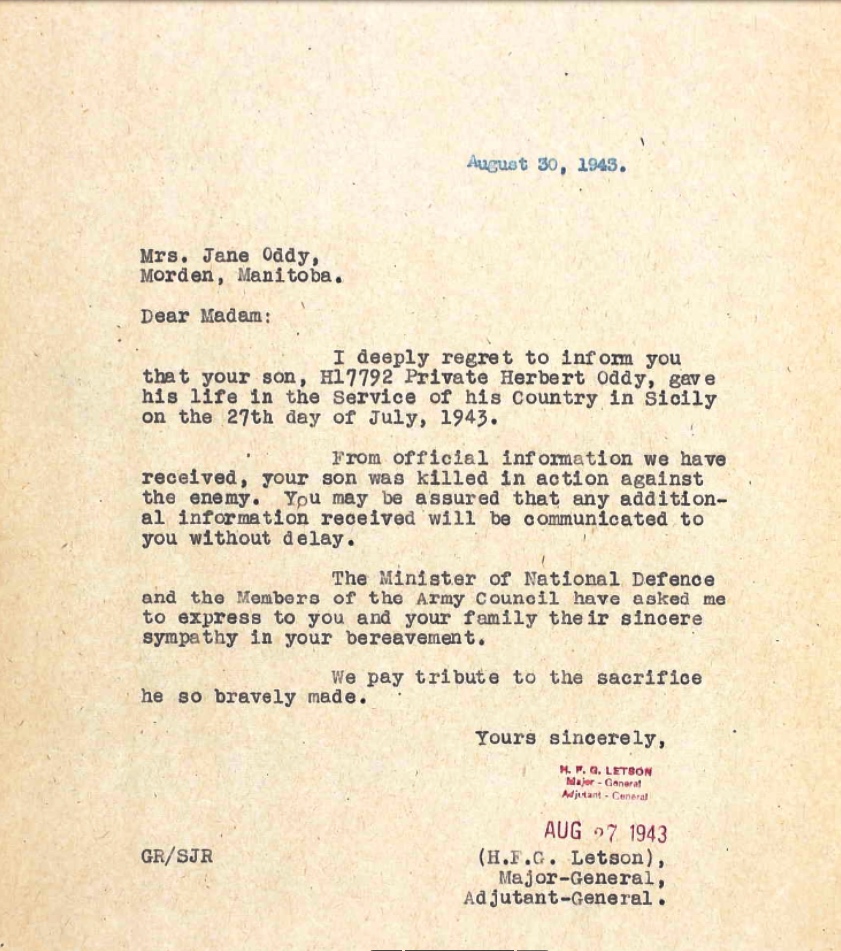 August 30, 1943.
Mrs. Jane Oddy,
Morden, Manitoba.
Dear Madam:
I deeply regret to inform you
that your son, H17792 Private Herbert Oddy, gave
his life in the Service of his Country in Sicily
on the 27th day of July, 1943.
From official information we have
received, your son was killed in action against
the enemy. You may be assured that any addition-
al information received will be communicated to
you without delay.
The Minister of National Defence
and the Members of the Army Council have asked me
to express to you and your family their sincere
sympathy in your bereavement.
We pay tribute to the sacrifice
he so bravely made.
Yours sincerely,
H. F. G. LETSON
Major - General
Adjutant - General
AUG 27 1943
GR/SJR
(H.F.G. Letson),
Major-General,
Adjutant-General.